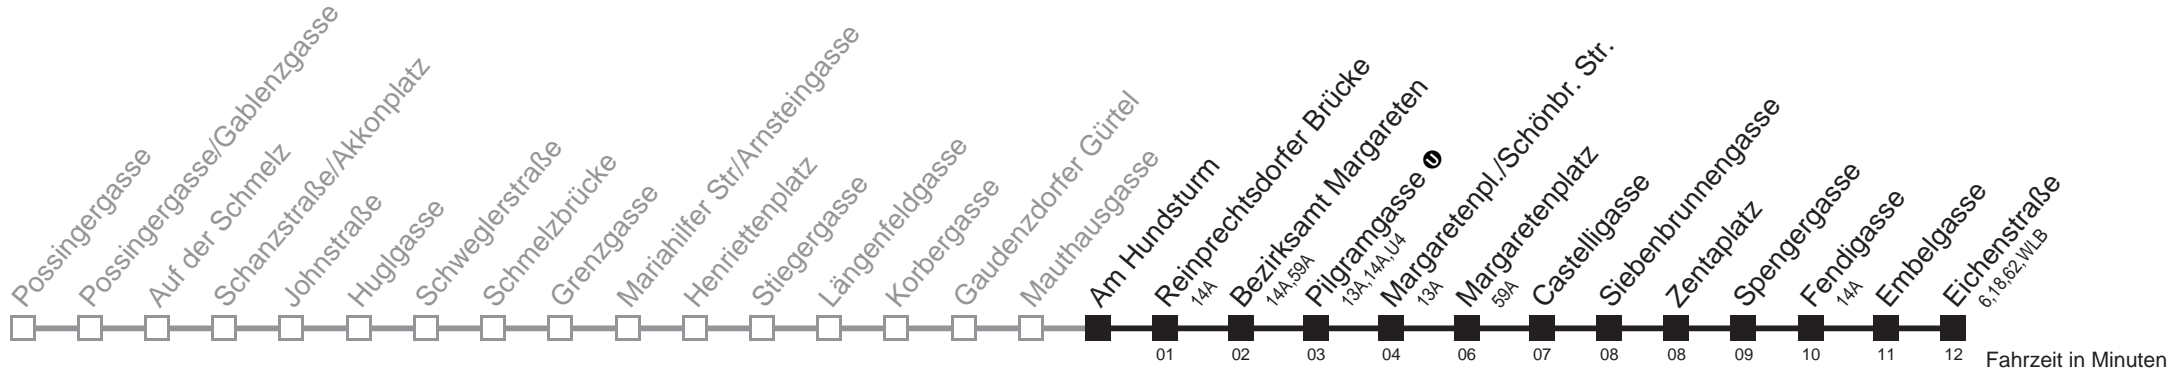 Possingergasse
Possingergasse/Gablenzgasse
Auf der Schmelz
Schanzstraße/Akkonplatz
Johnstraße
Huglgasse
Schweglerstraße
Schmelzbrücke
Grenzgasse
Mariahilfer Str/Arnsteingasse
Henriettenplatz
Stiegergasse
Längenfeldgasse
Korbergasse
Gaudenzdorfer Gürtel
Mauthausgasse
Am Hundsturm
Reinprechtsdorfer Brücke
14A
Bezirksamt Margareten
14A,59A
Pilgramgasse U
13A,14A,U4
Margaretenpl./Schönbr. Str.
13A
Margaretenplatz
59A
Castelligasse
Siebenbrunnengasse
Zentaplatz
Spengergasse
Fendigasse
14A
Embelgasse
Eichenstraße
6,18,62,WLB
01 02 03 04 06 07 08 08 09 10 11 12
Fahrzeit in Minuten